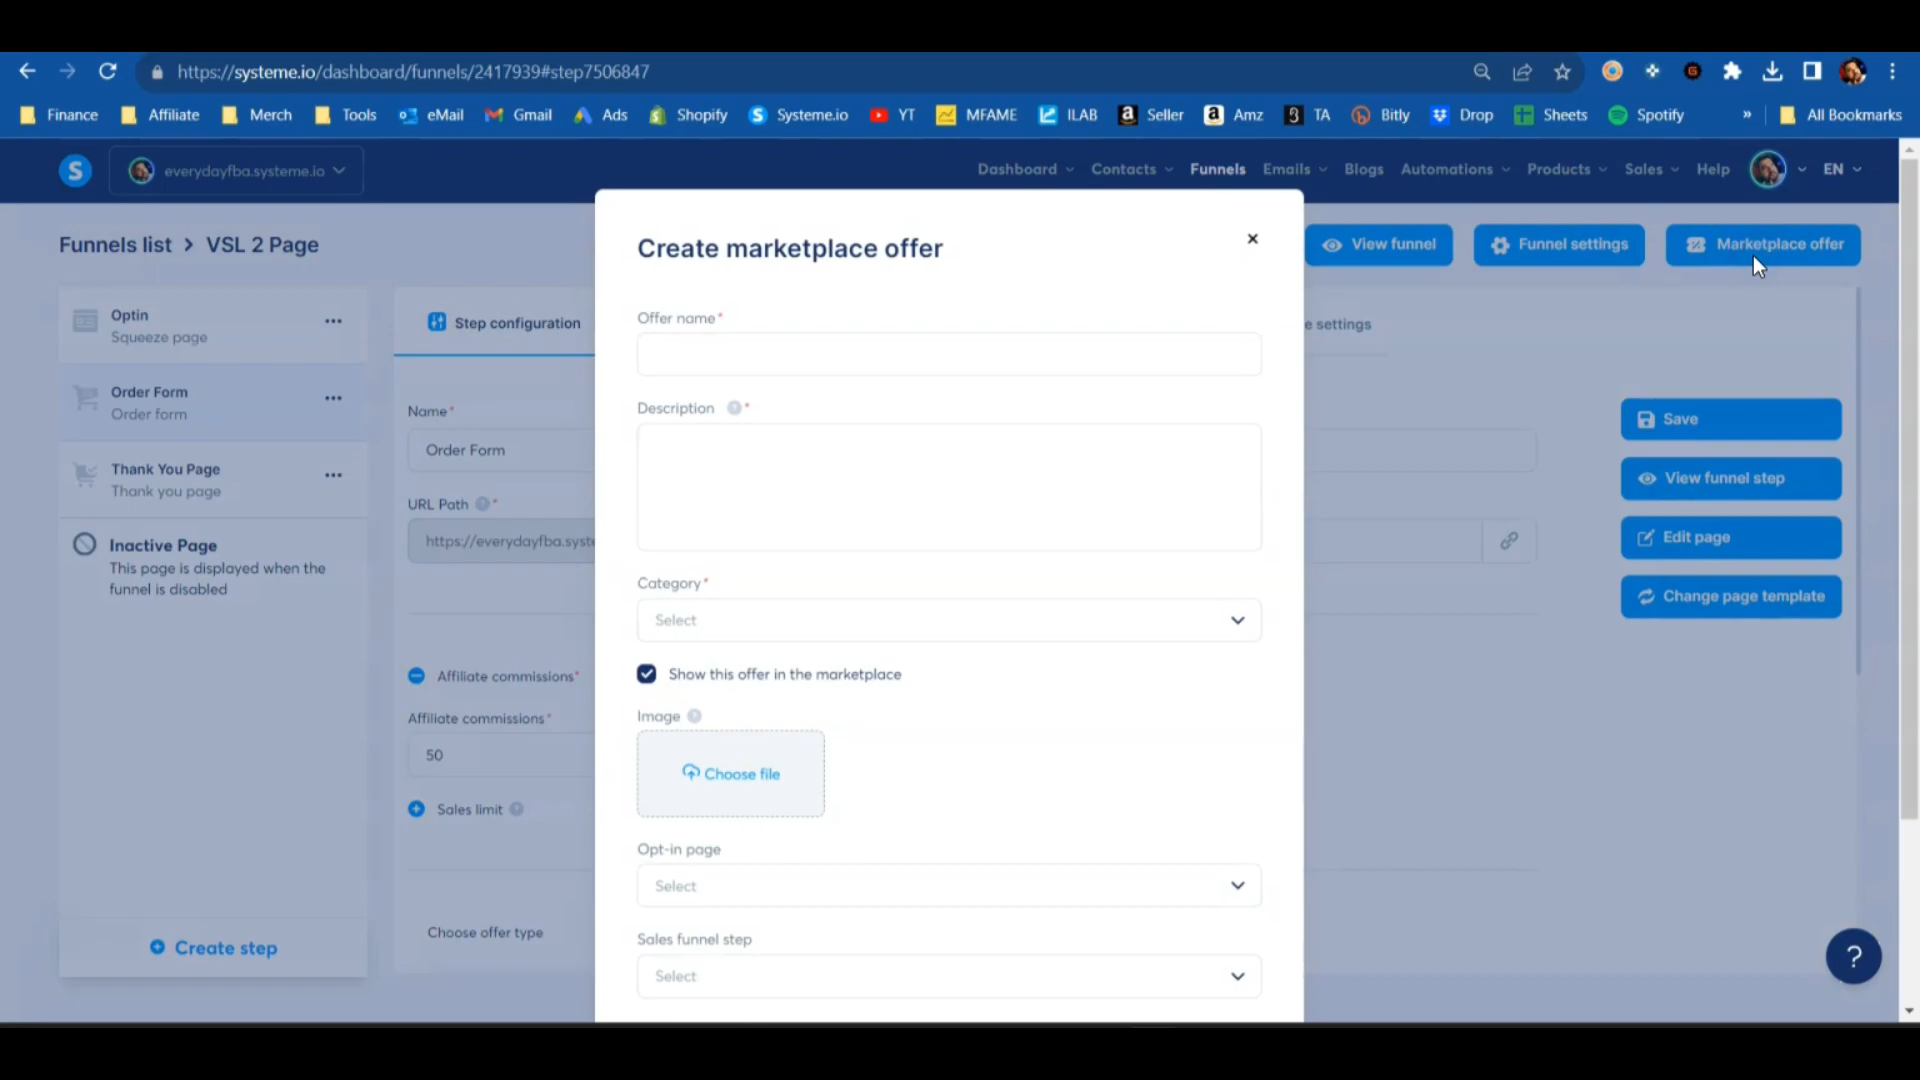 https://systeme.io/dashboard/funnels/2417939#step7506847
Finance Affiliate Merch Tools eMail Gmail Ads Shopify Systeme.io YT MFAME ILAB Seller Amz TA Bitly Drop Sheets Spotify » All Bookmarks
S everydayfba.systeme.io Dashboard Contacts Funnels Emails Blogs Automations Products Sales Help EN
Funnels list > VSL 2 Page
View funnel
Funnel settings
Marketplace offer
Optin
Squeeze page
Order Form
Order form
Thank You Page
Thank you page
Inactive Page
This page is displayed when the
funnel is disabled
Create step
Step configuration
e settings
Name*
Order Form
URL Path ? *
https://everydayfba.syste
Affiliate commissions*
Affiliate commissions*
50
Sales limit ?
Choose offer type
Create marketplace offer
Offer name*
Description ? *
Category*
Select
Show this offer in the marketplace
Image ?
Choose file
Opt-in page
Select
Sales funnel step
Select
Save
View funnel step
Edit page
Change page template
?